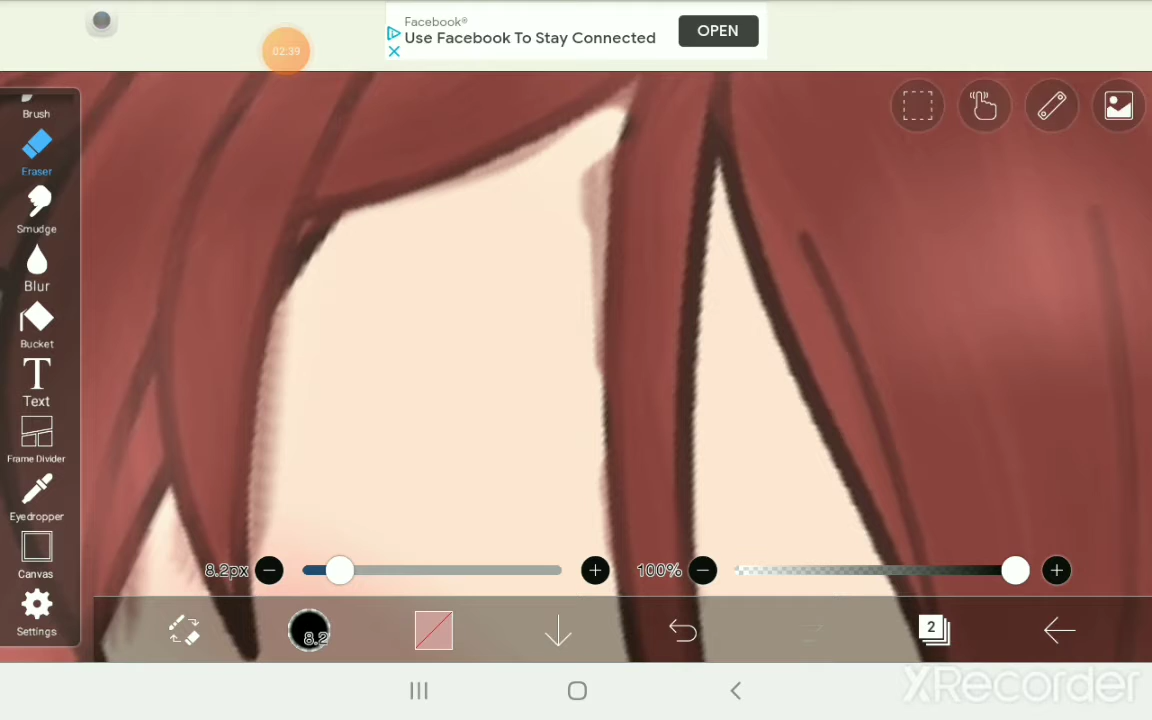 Facebook®
Use Facebook To Stay Connected
OPEN
02:39
Brush
Eraser
Smudge
Blur
Bucket
Text
Frame Divider
Eyedropper
Canvas
Settings
8.2px
100%
8.2
2
XRecorder